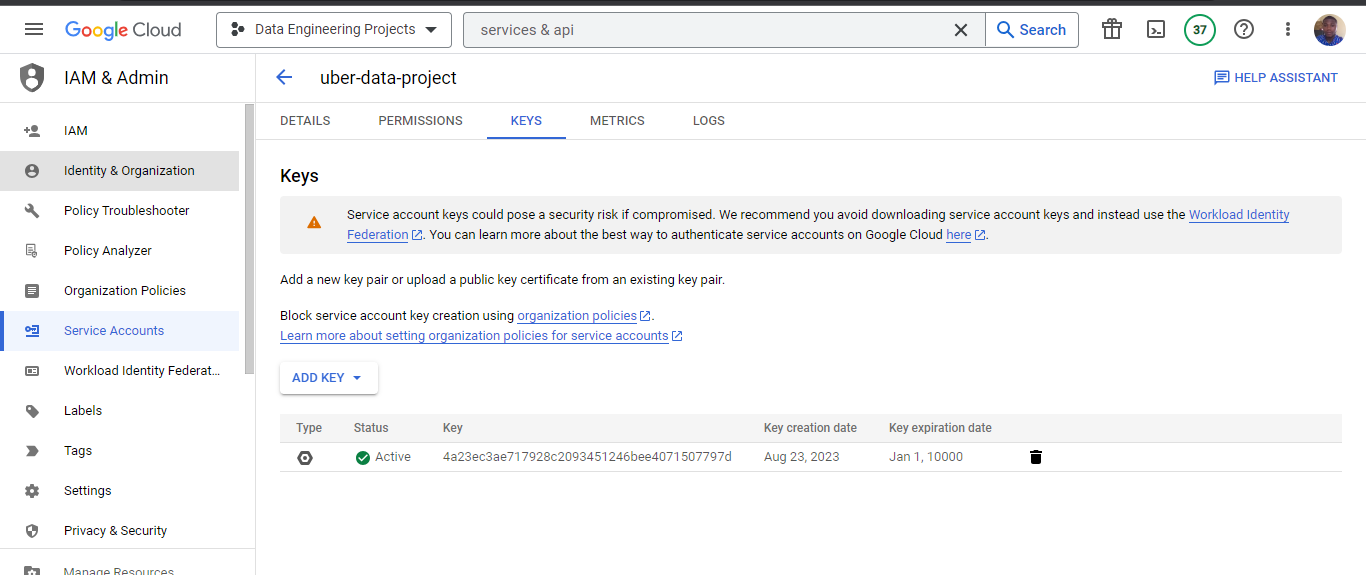 Google Cloud
Data Engineering Projects
services & api
Search
37
IAM & Admin
uber-data-project
HELP ASSISTANT
IAM
Identity & Organization
Policy Troubleshooter
Policy Analyzer
Organization Policies
Service Accounts
Workload Identity Federat...
Labels
Tags
Settings
Privacy & Security
Manage Resources
DETAILS
PERMISSIONS
KEYS
METRICS
LOGS
Keys
Service account keys could pose a security risk if compromised. We recommend you avoid downloading service account keys and instead use the Workload Identity
Federation. You can learn more about the best way to authenticate service accounts on Google Cloud here.
Add a new key pair or upload a public key certificate from an existing key pair.
Block service account key creation using organization policies.
Learn more about setting organization policies for service accounts
ADD KEY
Type Status Key Key creation date Key expiration date
Active 4a23ec3ae717928c2093451246bee4071507797d Aug 23, 2023 Jan 1, 10000